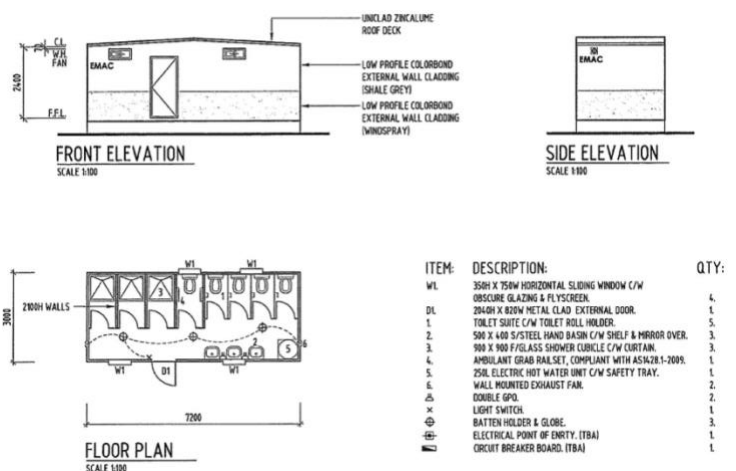 UNICLAD ZINCALUME
ROOF DECK
C.L.
W.H.
FAN
EMAC
2400
F.F.L.
LOW PROFILE COLORBOND
EXTERNAL WALL CLADDING
(SHALE GREY)
LOW PROFILE COLORBOND
EXTERNAL WALL CLADDING
(WINDSPRAY)
FRONT ELEVATION
SCALE 1:100
EMAC
SIDE ELEVATION
SCALE 1:100
W1
W1
2100H WALLS
3
4
1
2
5
6
3000
W1
D1
W1
7200
FLOOR PLAN
SCALE 1:100
ITEM: DESCRIPTION: QTY:
W1. 350H X 750W HORIZONTAL SLIDING WINDOW C/W
OBSCURE GLAZING & FLYSCREEN. 4.
D1. 2040H X 820W METAL CLAD EXTERNAL DOOR. 1.
1. TOILET SUITE C/W TOILET ROLL HOLDER. 5.
2. 500 X 400 S/STEEL HAND BASIN C/W SHELF & MIRROR OVER. 3.
3. 900 X 900 F/GLASS SHOWER CUBICLE C/W CURTAIN. 3.
4. AMBULANT GRAB RAILSET, COMPLIANT WITH AS1428.1-2009. 1.
5. 250L ELECTRIC HOT WATER UNIT C/W SAFETY TRAY. 1.
6. WALL MOUNTED EXHAUST FAN. 2.
DOUBLE GPO. 2.
LIGHT SWITCH. 1.
BATTEN HOLDER & GLOBE. 3.
ELECTRICAL POINT OF ENRTY. (TBA) 1.
CIRCUIT BREAKER BOARD. (TBA) 1.